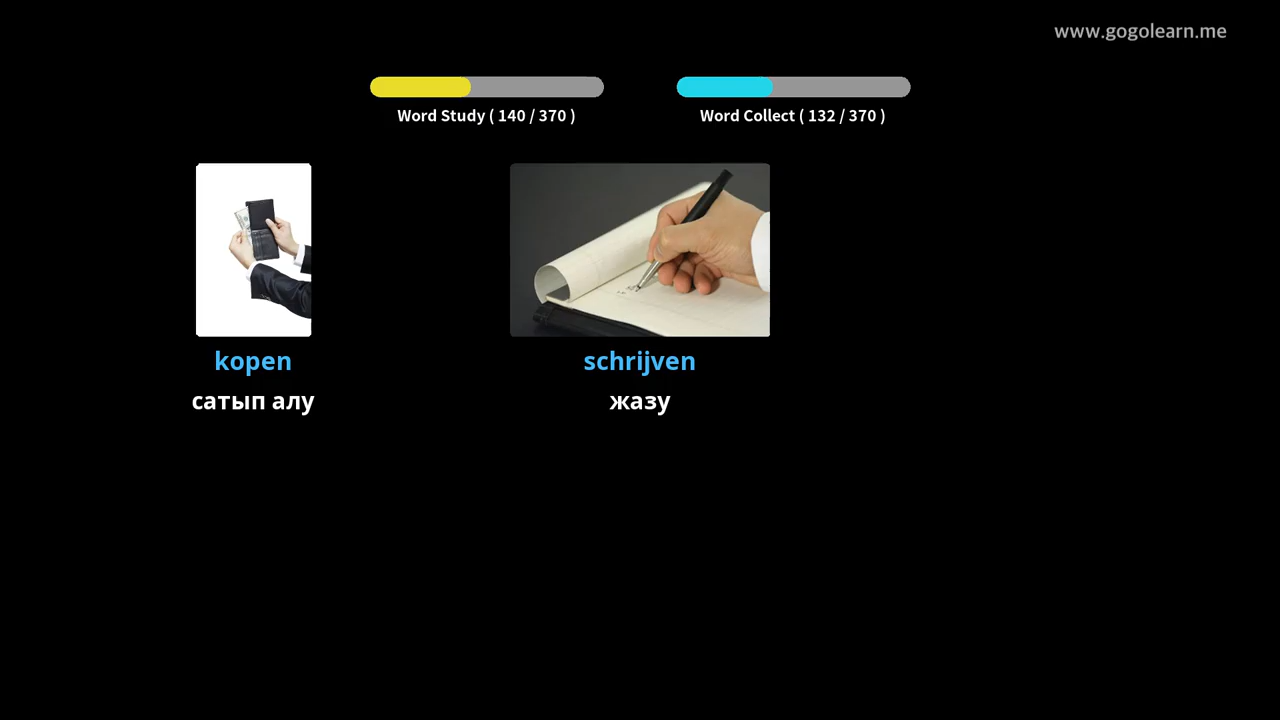 www.gogolearn.me
Word Study ( 140 / 370 )
Word Collect ( 132 / 370 )
kopen
schrijven
сатып алу
жазу